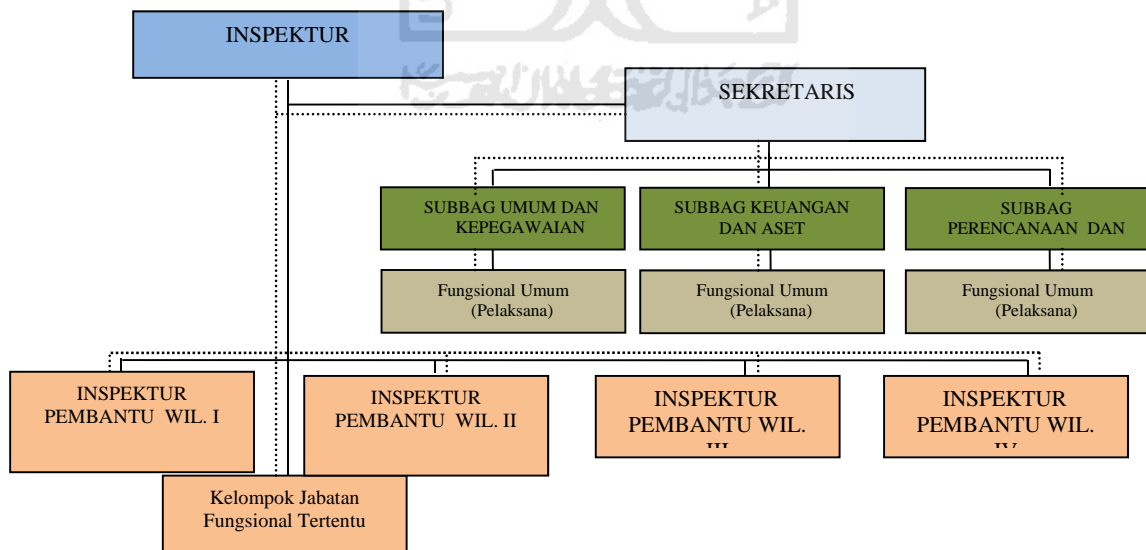 INSPEKTUR
SEKRETARIS
SUBBAG UMUM DAN
KEPEGAWAIAN
SUBBAG KEUANGAN
DAN ASET
SUBBAG
PERENCANAAN DAN
Fungsional Umum
(Pelaksana)
Fungsional Umum
(Pelaksana)
Fungsional Umum
(Pelaksana)
INSPEKTUR
PEMBANTU WIL. I
INSPEKTUR
PEMBANTU WIL. II
INSPEKTUR
PEMBANTU WIL.
III
INSPEKTUR
PEMBANTU WIL.
IV
Kelompok Jabatan
Fungsional Tertentu